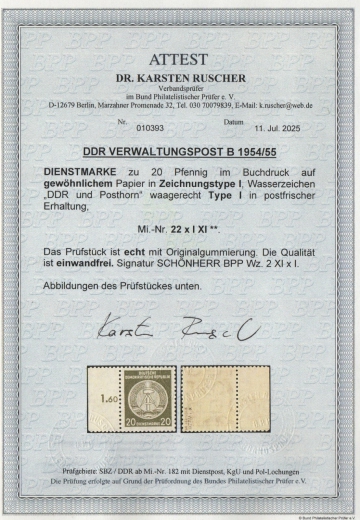 ATTEST
DR. KARSTEN RUSCHER
Verbandsprüfer
im Bund Philatelistischer Prüfer e. V.
D-12679 Berlin, Marzahner Promenade 32, Tel. 030 70079839, E-Mail: k.ruscher@web.de
Nr. 010393 Datum 11. Jul. 2025
DDR VERWALTUNGSPOST B 1954/55
DIENSTMARKE zu 20 Pfennig im Buchdruck auf
gewöhnlichem Papier in Zeichnungstype I, Wasserzeichen
„DDR und Posthorn“ waagerecht Type I in postfrischer
Erhaltung,
Mi.-Nr. 22 x I XI **.
Das Prüfstück ist echt mit Originalgummierung. Die Qualität
ist einwandfrei. Signatur SCHÖNHERR BPP Wz. 2 XI x I.
Abbildungen des Prüfstückes unten.
Karsten Ruscher
1.60
20 20
Prüfgebiete: SBZ / DDR ab Mi.-Nr. 182 mit Dienstpost, KgU und Pol-Lochungen
Die Prüfung erfolgte auf Grund der Prüfordnung des Bundes Philatelistischer Prüfer e.V.
© Bund Philatelistischer Prüfer e.V.